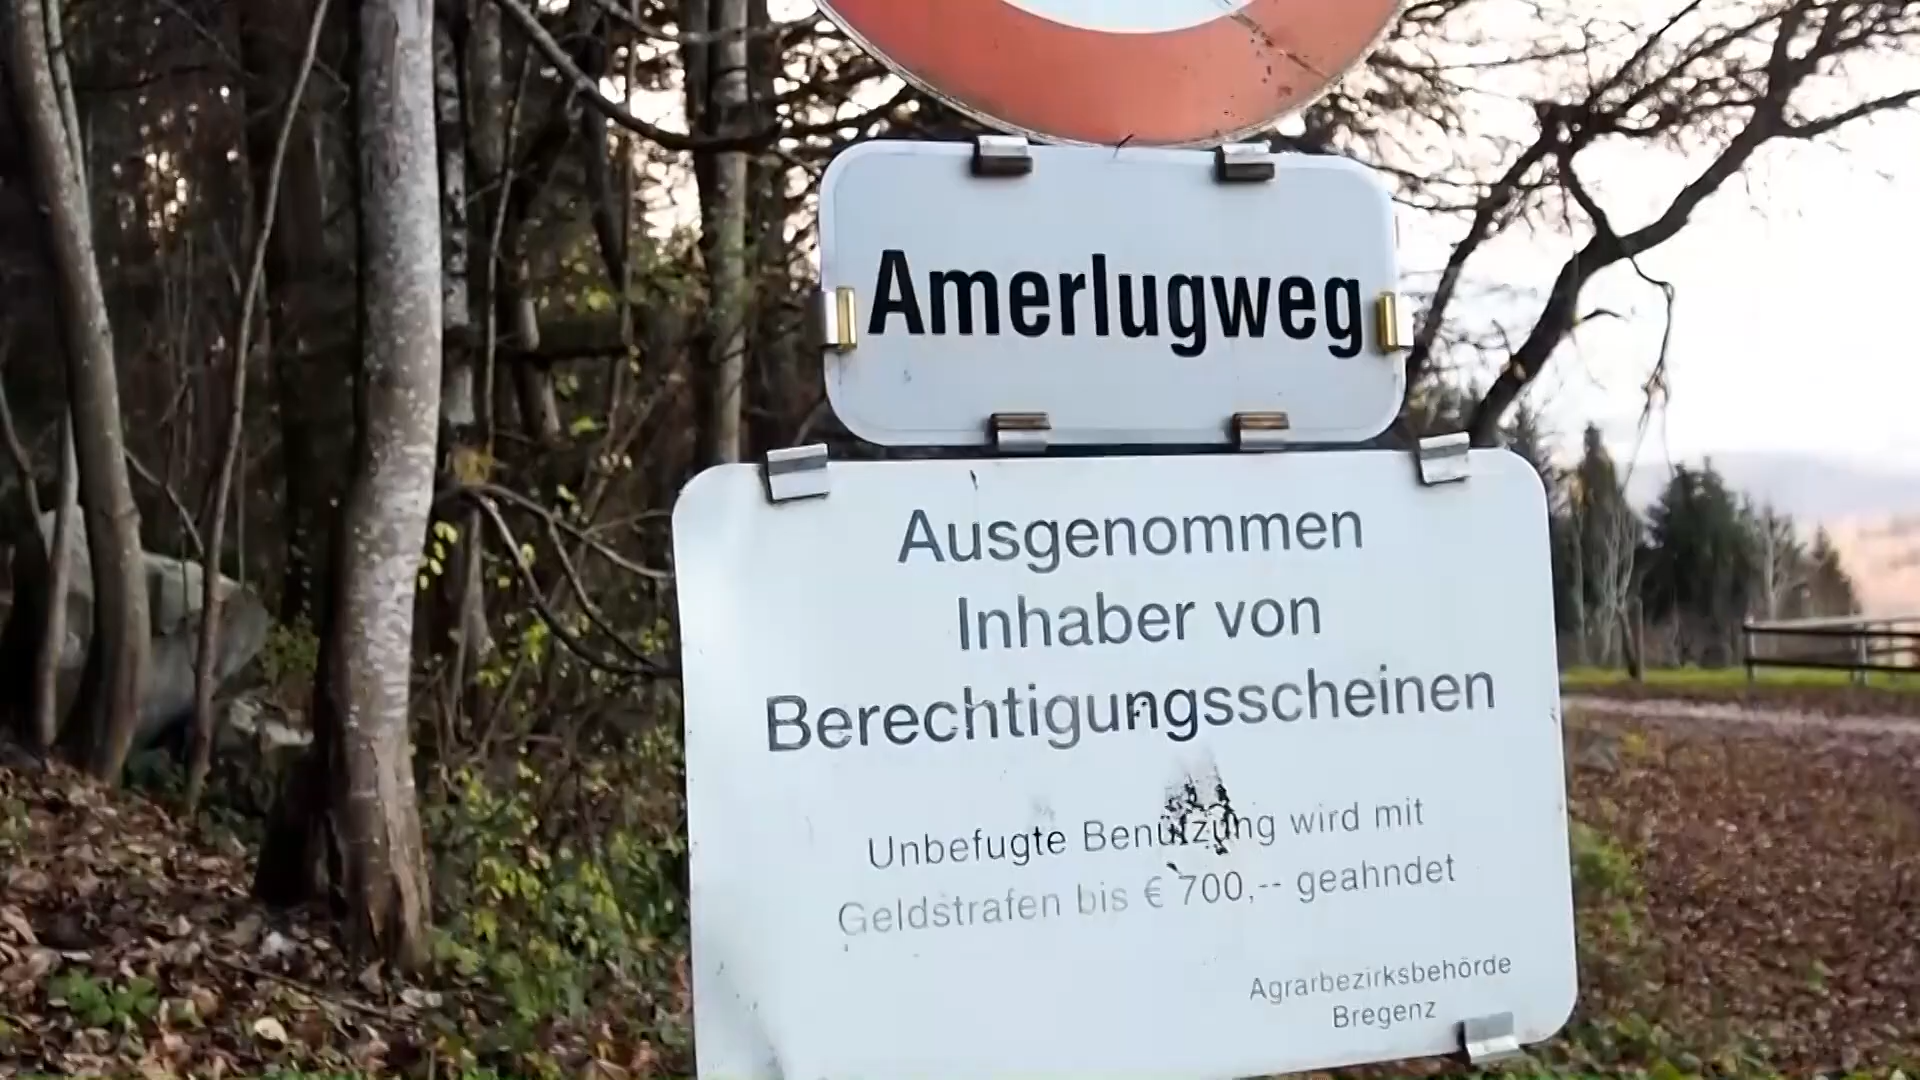 Amerlugweg
Ausgenommen
Inhaber von
Berechtigungsscheinen
Unbefugte Benützung wird mit
Geldstrafen bis € 700,-- geahndet
Agrarbezirksbehörde
Bregenz